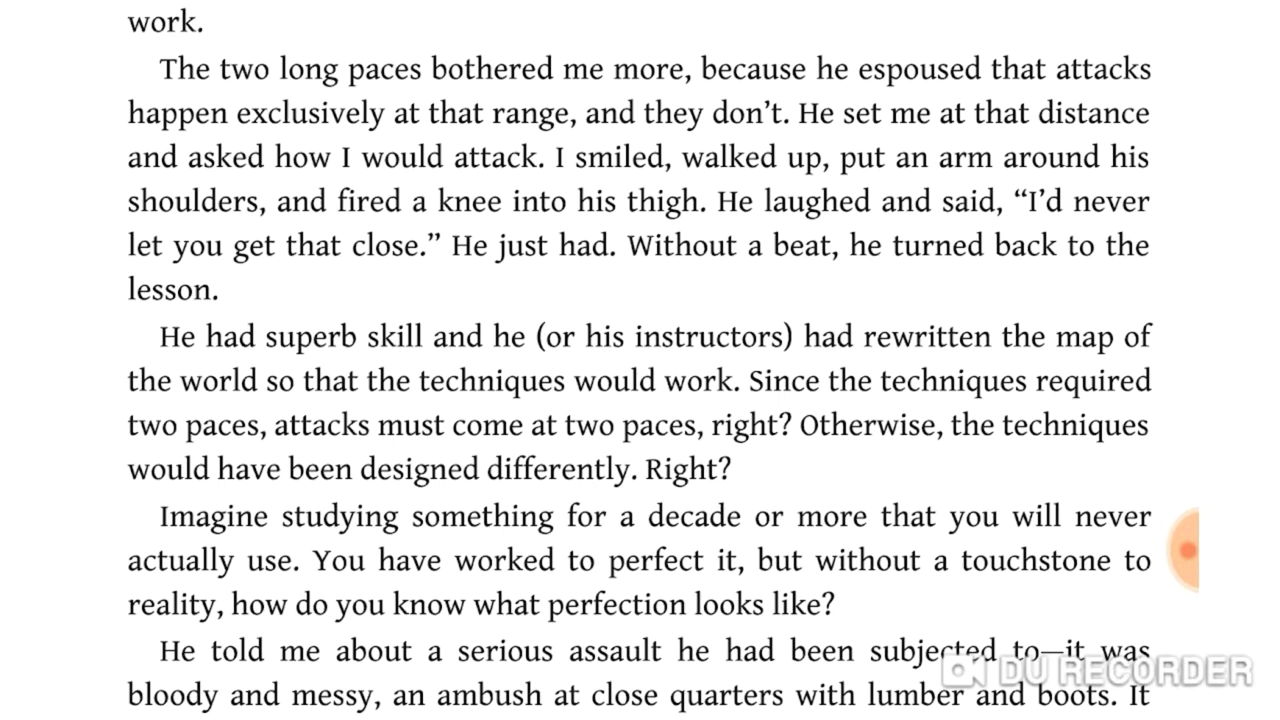 work.
The two long paces bothered me more, because he espoused that attacks
happen exclusively at that range, and they don’t. He set me at that distance
and asked how I would attack. I smiled, walked up, put an arm around his
shoulders, and fired a knee into his thigh. He laughed and said, “I’d never
let you get that close.” He just had. Without a beat, he turned back to the
lesson.
He had superb skill and he (or his instructors) had rewritten the map of
the world so that the techniques would work. Since the techniques required
two paces, attacks must come at two paces, right? Otherwise, the techniques
would have been designed differently. Right?
Imagine studying something for a decade or more that you will never
actually use. You have worked to perfect it, but without a touchstone to
reality, how do you know what perfection looks like?
He told me about a serious assault he had been subjected to—it was
bloody and messy, an ambush at close quarters with lumber and boots. It
DU RECORDER